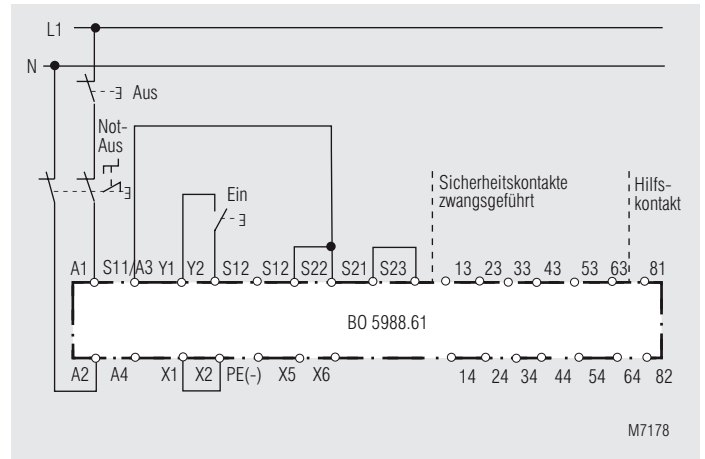 L1
N
Aus
Not-
Aus
Ein
Sicherheitskontakte
zwangsgeführt
Hilfs-
kontakt
A1 S11/A3 Y1 Y2 S12 S12 S22 S21 S23 13 23 33 43 53 63 81
BO 5988.61
A2 A4 X1 X2 PE(-) X5 X6 14 24 34 44 54 64 82
M7178